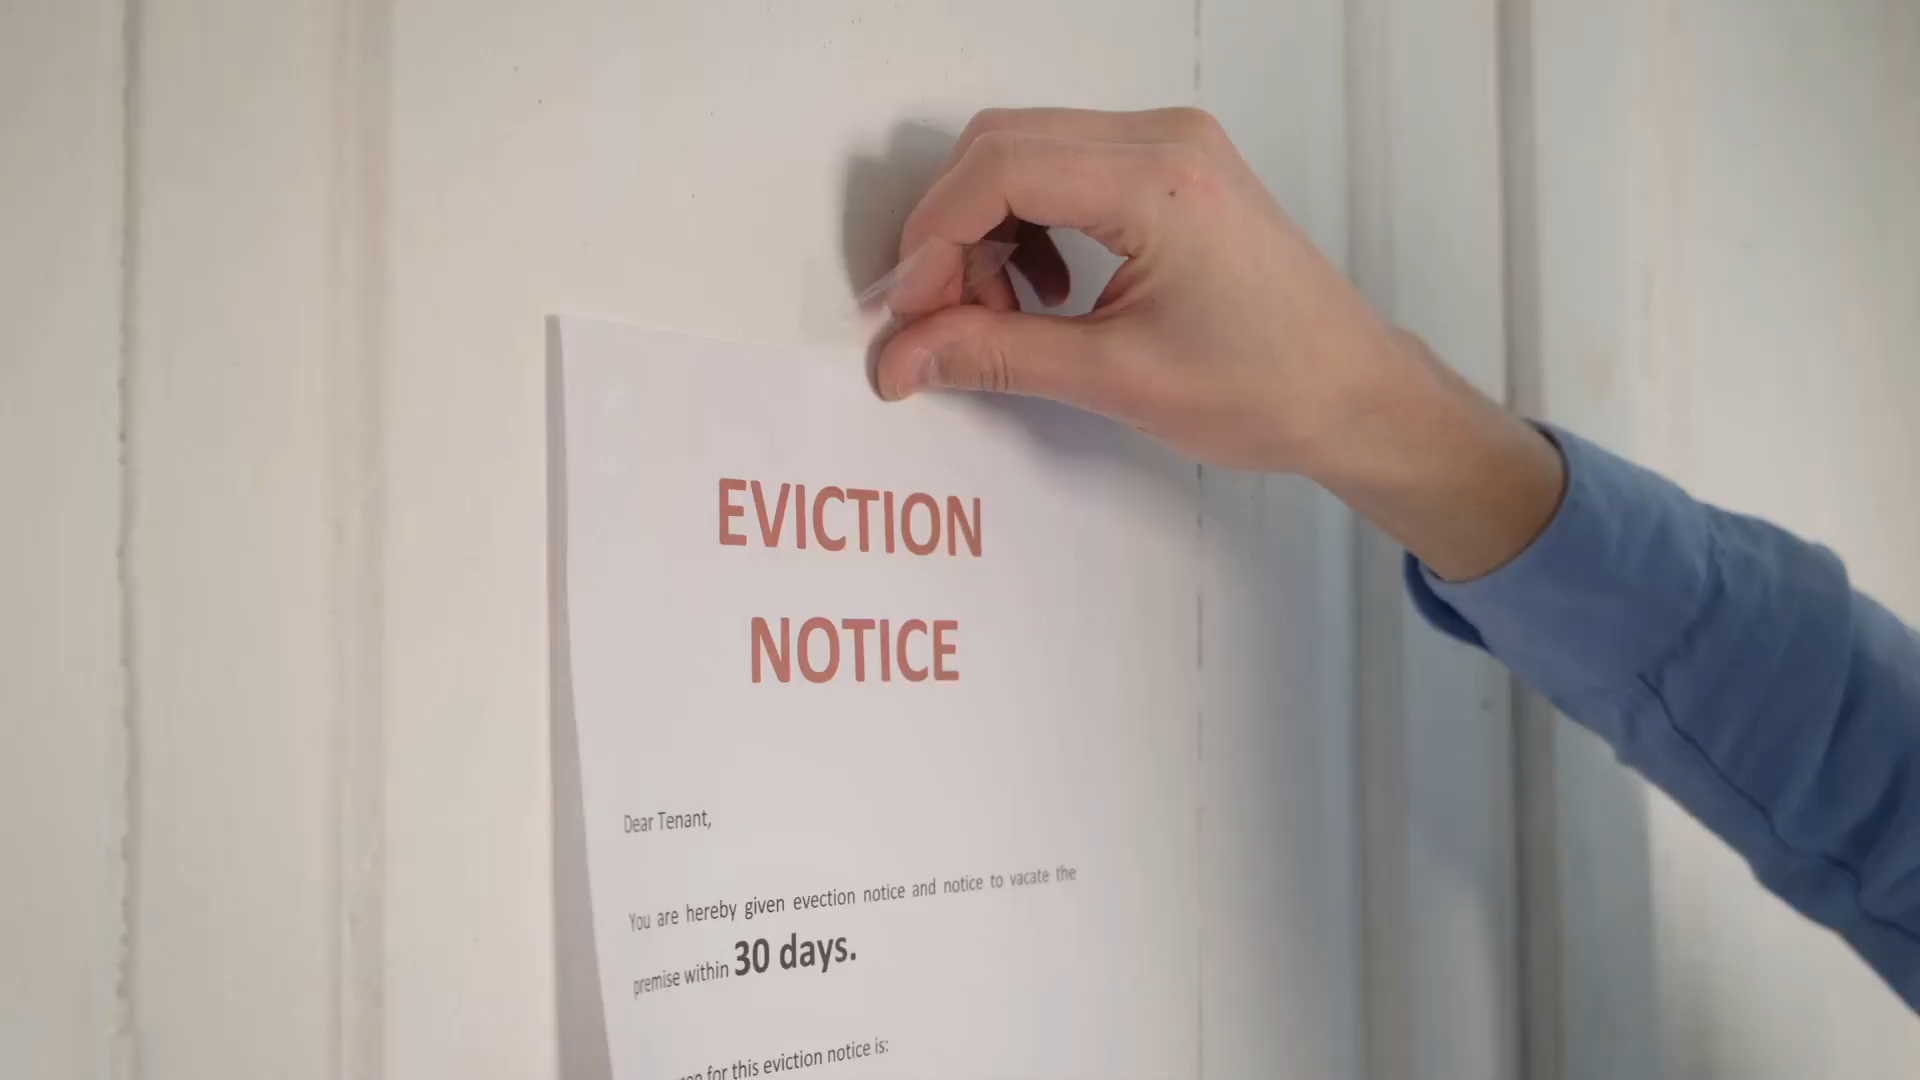 EVICTION
NOTICE
Dear Tenant,
You are hereby given evection notice and notice to vacate the
premise within 30 days.
for this eviction notice is: